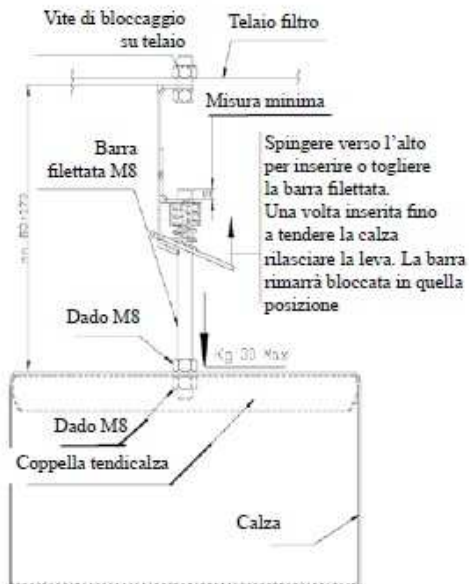 Vite di bloccaggio
su telaio
Telaio filtro
Misura minima
Barra
filettata M8
Spingere verso l'alto
per inserire o togliere
la barra filettata.
Una volta inserita fino
a tendere la calza
rilasciare la leva. La barra
rimarrà bloccata in quella
posizione
Dado M8
Kg 30 Max
Dado M8
Coppella tendicalza
Calza